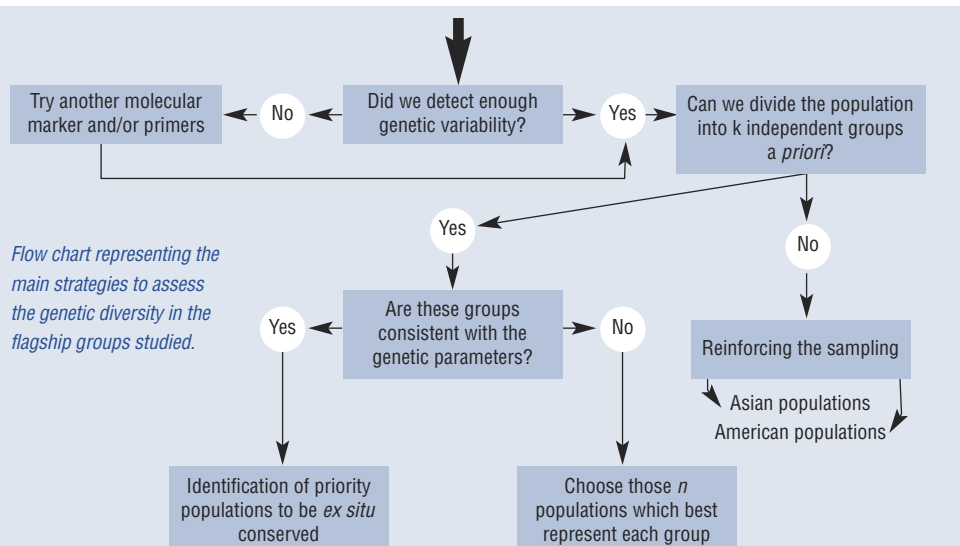 Try another molecular
marker and/or primers
No
Did we detect enough
genetic variability?
Yes
Can we divide the population
into k independent groups
a priori?
Yes
No
Flow chart representing the
main strategies to assess
the genetic diversity in the
flagship groups studied.
Yes
Are these groups
consistent with the
genetic parameters?
No
Reinforcing the sampling
Asian populations
American populations
Identification of priority
populations to be ex situ
conserved
Choose those n
populations which best
represent each group